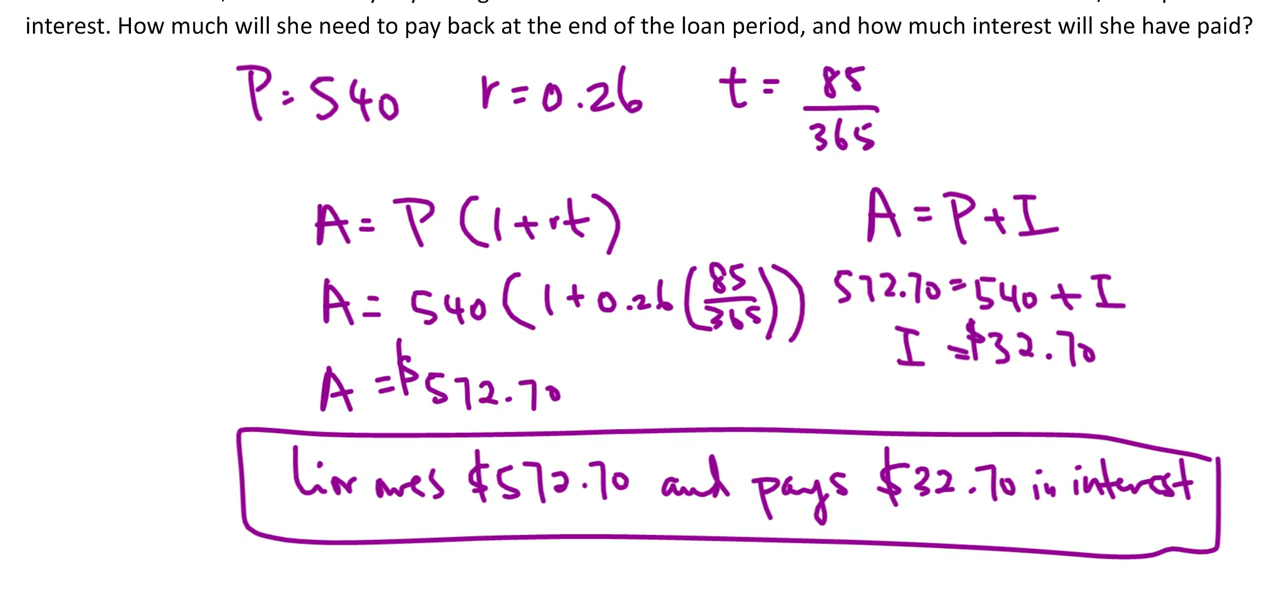 interest. How much will she need to pay back at the end of the loan period, and how much interest will she have paid?
P = 540 r = 0.26 t = 85/365
A = P (1 + rt)
A = P + I
A = 540 (1 + 0.26 (85/365))
572.70 = 540 + I
I = $32.70
A = $572.70
Liv owes $572.70 and pays $32.70 in interest